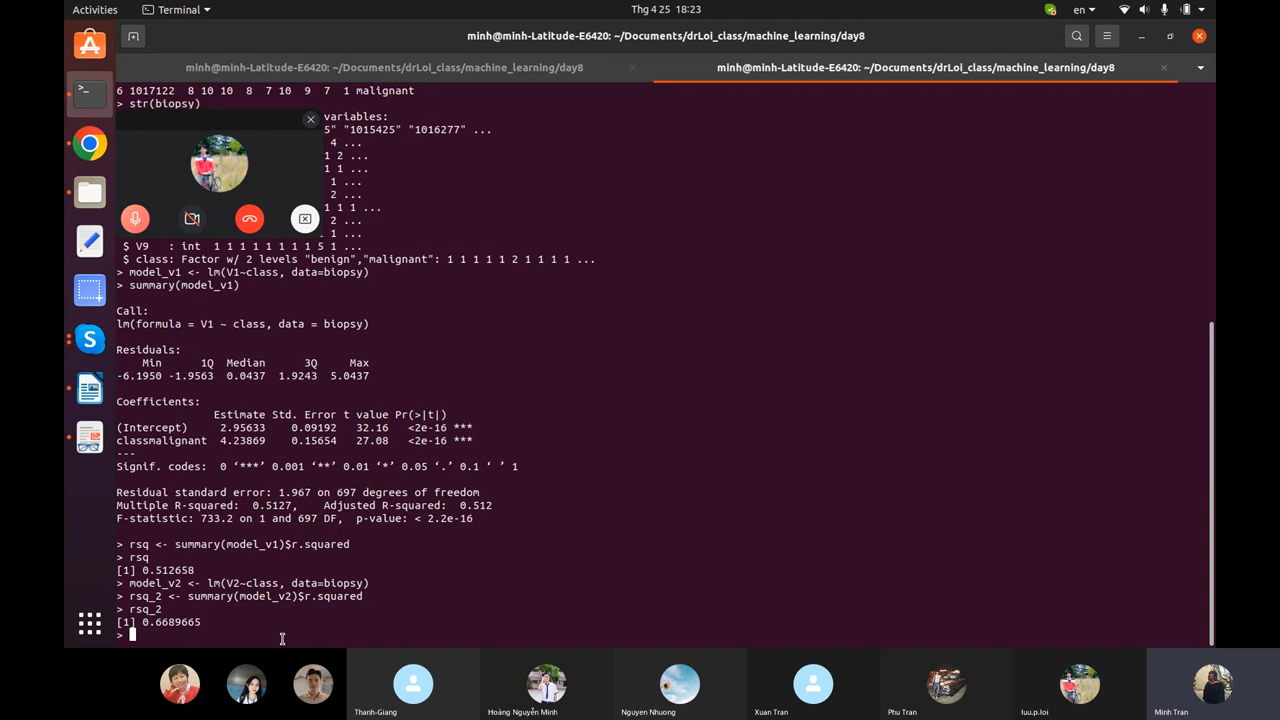 Activities
Terminal
Thg 4 25 18:23
en
minh@minh-Latitude-E6420: ~/Documents/drLoi_class/machine_learning/day8
minh@minh-Latitude-E6420: ~/Documents/drLoi_class/machine_learning/day8
minh@minh-Latitude-E6420: ~/Documents/drLoi_class/machine_learning/day8
6 1017122 8 10 10 8 7 10 9 7 1 malignant
> str(biopsy)
variables:
5" "1015425" "1016277" ...
4 ...
1 2 ...
1 1 ...
1 ...
2 ...
1 1 1 ...
2 ...
1 ...
$ V9 : int 1 1 1 1 1 1 1 1 5 1 ...
$ class: Factor w/ 2 levels "benign","malignant": 1 1 1 1 1 2 1 1 1 1 ...
> model_v1 <- lm(V1~class, data=biopsy)
> summary(model_v1)
Call:
lm(formula = V1 ~ class, data = biopsy)
Residuals:
Min 1Q Median 3Q Max
-6.1950 -1.9563 0.0437 1.9243 5.0437
Coefficients:
Estimate Std. Error t value Pr(>|t|)
(Intercept) 2.95633 0.09192 32.16 <2e-16 ***
classmalignant 4.23869 0.15654 27.08 <2e-16 ***
---
Signif. codes: 0 ‘***’ 0.001 ‘**’ 0.01 ‘*’ 0.05 ‘.’ 0.1 ‘ ’ 1
Residual standard error: 1.967 on 697 degrees of freedom
Multiple R-squared: 0.5127, Adjusted R-squared: 0.512
F-statistic: 733.2 on 1 and 697 DF, p-value: < 2.2e-16
> rsq <- summary(model_v1)$r.squared
> rsq
[1] 0.512658
> model_v2 <- lm(V2~class, data=biopsy)
> rsq_2 <- summary(model_v2)$r.squared
> rsq_2
[1] 0.6689665
>
Thanh-Giang
Hoàng Nguyễn Minh
Nguyen Nhuong
Xuan Tran
Phu Tran
luu.p.loi
Minh Tran